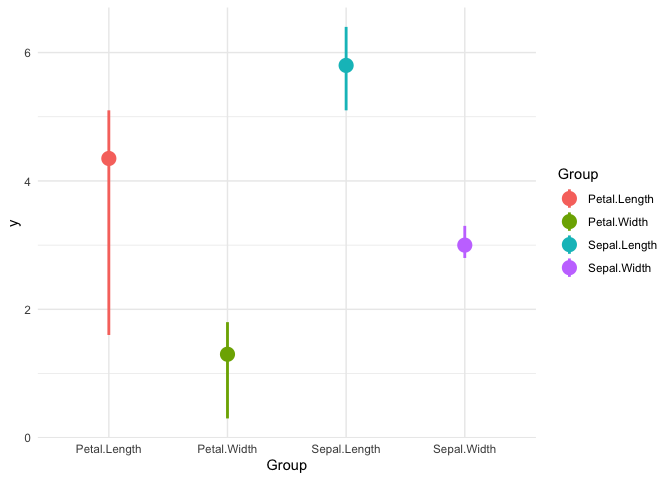 6
4
2
0
y
Petal.Length
Petal.Width
Sepal.Length
Sepal.Width
Group
Group
Petal.Length
Petal.Width
Sepal.Length
Sepal.Width